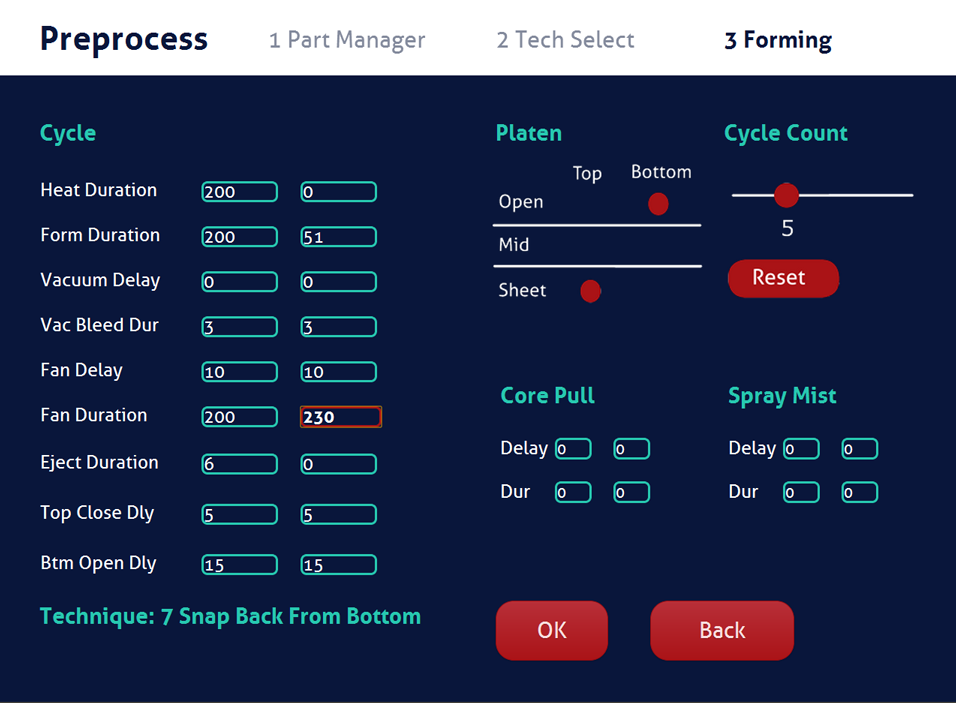 Preprocess 1 Part Manager 2 Tech Select 3 Forming
Cycle
Heat Duration 200 0
Form Duration 200 51
Vacuum Delay 0 0
Vac Bleed Dur 3 3
Fan Delay 10 10
Fan Duration 200 230
Eject Duration 6 0
Top Close Dly 5 5
Btm Open Dly 15 15
Technique: 7 Snap Back From Bottom
Platen
Top Bottom
Open
Mid
Sheet
Cycle Count
5
Reset
Core Pull
Delay 0 0
Dur 0 0
Spray Mist
Delay 0 0
Dur 0 0
OK Back